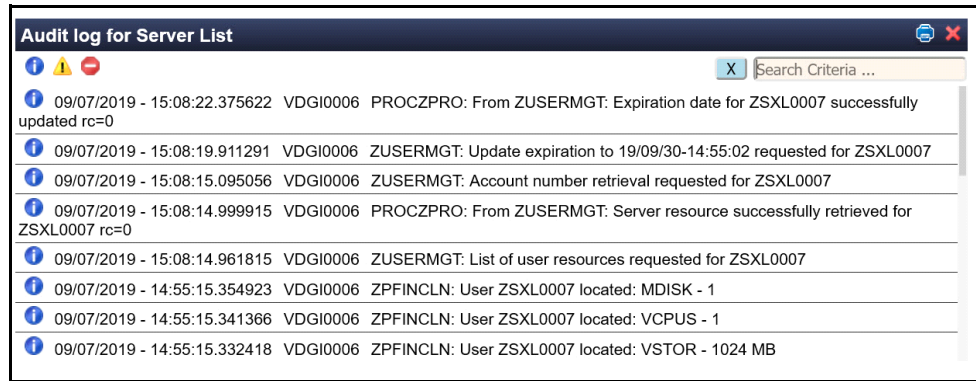 Audit log for Server List
X Search Criteria ...
09/07/2019 - 15:08:22.375622 VDGI0006 PROCZPRO: From ZUSERMGT: Expiration date for ZSXL0007 successfully
updated rc=0
09/07/2019 - 15:08:19.911291 VDGI0006 ZUSERMGT: Update expiration to 19/09/30-14:55:02 requested for ZSXL0007
09/07/2019 - 15:08:15.095056 VDGI0006 ZUSERMGT: Account number retrieval requested for ZSXL0007
09/07/2019 - 15:08:14.999915 VDGI0006 PROCZPRO: From ZUSERMGT: Server resource successfully retrieved for
ZSXL0007 rc=0
09/07/2019 - 15:08:14.961815 VDGI0006 ZUSERMGT: List of user resources requested for ZSXL0007
09/07/2019 - 14:55:15.354923 VDGI0006 ZPFINCLN: User ZSXL0007 located: MDISK - 1
09/07/2019 - 14:55:15.341366 VDGI0006 ZPFINCLN: User ZSXL0007 located: VCPUS - 1
09/07/2019 - 14:55:15.332418 VDGI0006 ZPFINCLN: User ZSXL0007 located: VSTOR - 1024 MB